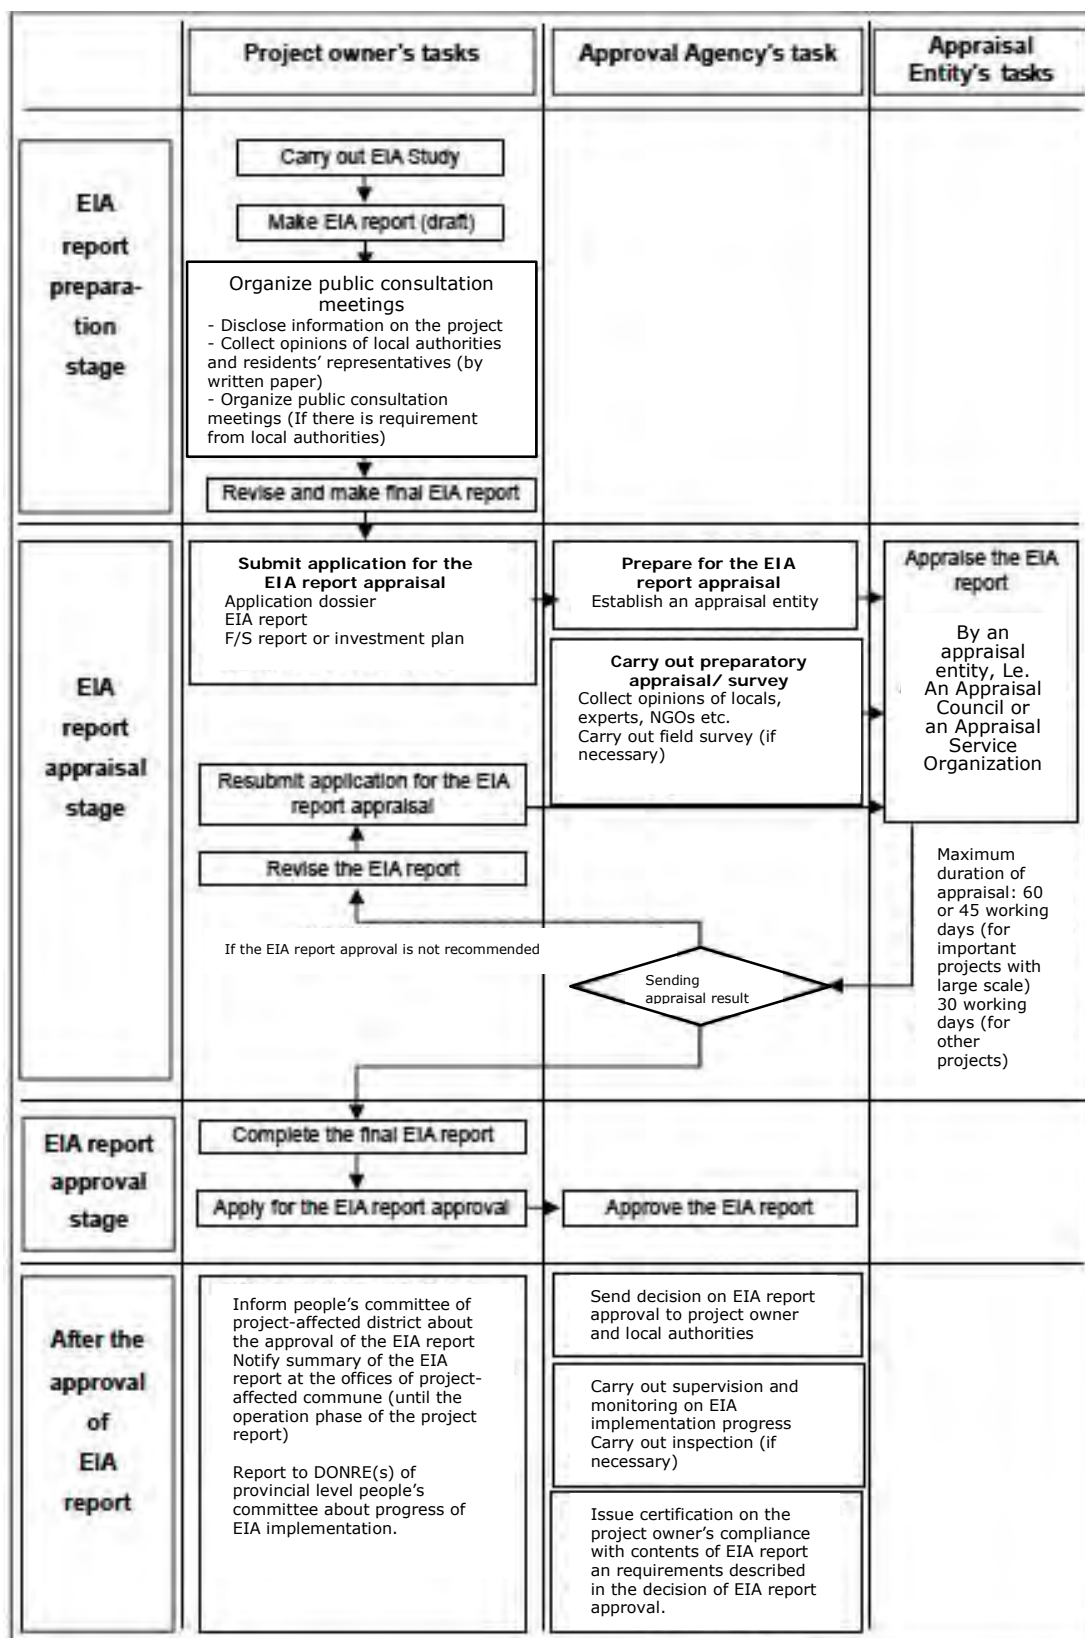 Project owner's tasks
Approval Agency's task
Appraisal
Entity's tasks
EIA
report
prepara-
tion
stage
Carry out EIA Study
Make EIA report (draft)
Organize public consultation
meetings
- Disclose information on the project
- Collect opinions of local authorities
and residents' representatives (by
written paper)
- Organize public consultation
meetings (If there is requirement
from local authorities)
Revise and make final EIA report
EIA
report
appraisal
stage
Submit application for the
EIA report appraisal
Application dossier
EIA report
F/S report or investment plan
Prepare for the EIA
report appraisal
Establish an appraisal entity
Carry out preparatory
appraisal/ survey
Collect opinions of locals,
experts, NGOs etc.
Carry out field survey (if
necessary)
Appraise the EIA
report
By an
appraisal
entity, Le.
An Appraisal
Council or
an Appraisal
Service
Organization
Resubmit application for the EIA
report appraisal
Revise the EIA report
If the EIA report approval is not recommended
Sending
appraisal result
Maximum
duration of
appraisal: 60
or 45 working
days (for
important
projects with
large scale)
30 working
days (for
other
projects)
EIA report
approval
stage
Complete the final EIA report
Apply for the EIA report approval
Approve the EIA report
After the
approval
of
EIA
report
Inform people's committee of
project-affected district about
the approval of the EIA report
Notify summary of the EIA
report at the offices of project-
affected commune (until the
operation phase of the project
report)
Report to DONRE(s) of
provincial level people's
committee about progress of
EIA implementation.
Send decision on EIA report
approval to project owner
and local authorities
Carry out supervision and
monitoring on EIA
implementation progress
Carry out inspection (if
necessary)
Issue certification on the
project owner's compliance
with contents of EIA report
an requirements described
in the decision of EIA report
approval.